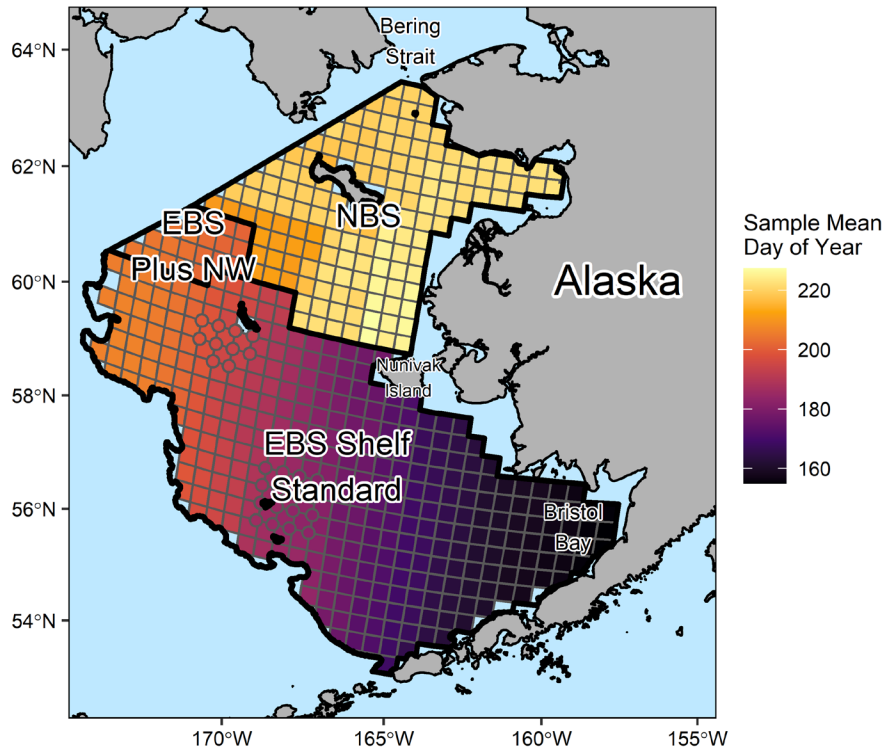 Bering
Strait
64°N
62°N
60°N
58°N
56°N
54°N
EBS
Plus NW
NBS
Alaska
Nunivak
Island
EBS Shelf
Standard
Bristol
Bay
170°W
165°W
160°W
155°W
Sample Mean
Day of Year
220
200
180
160